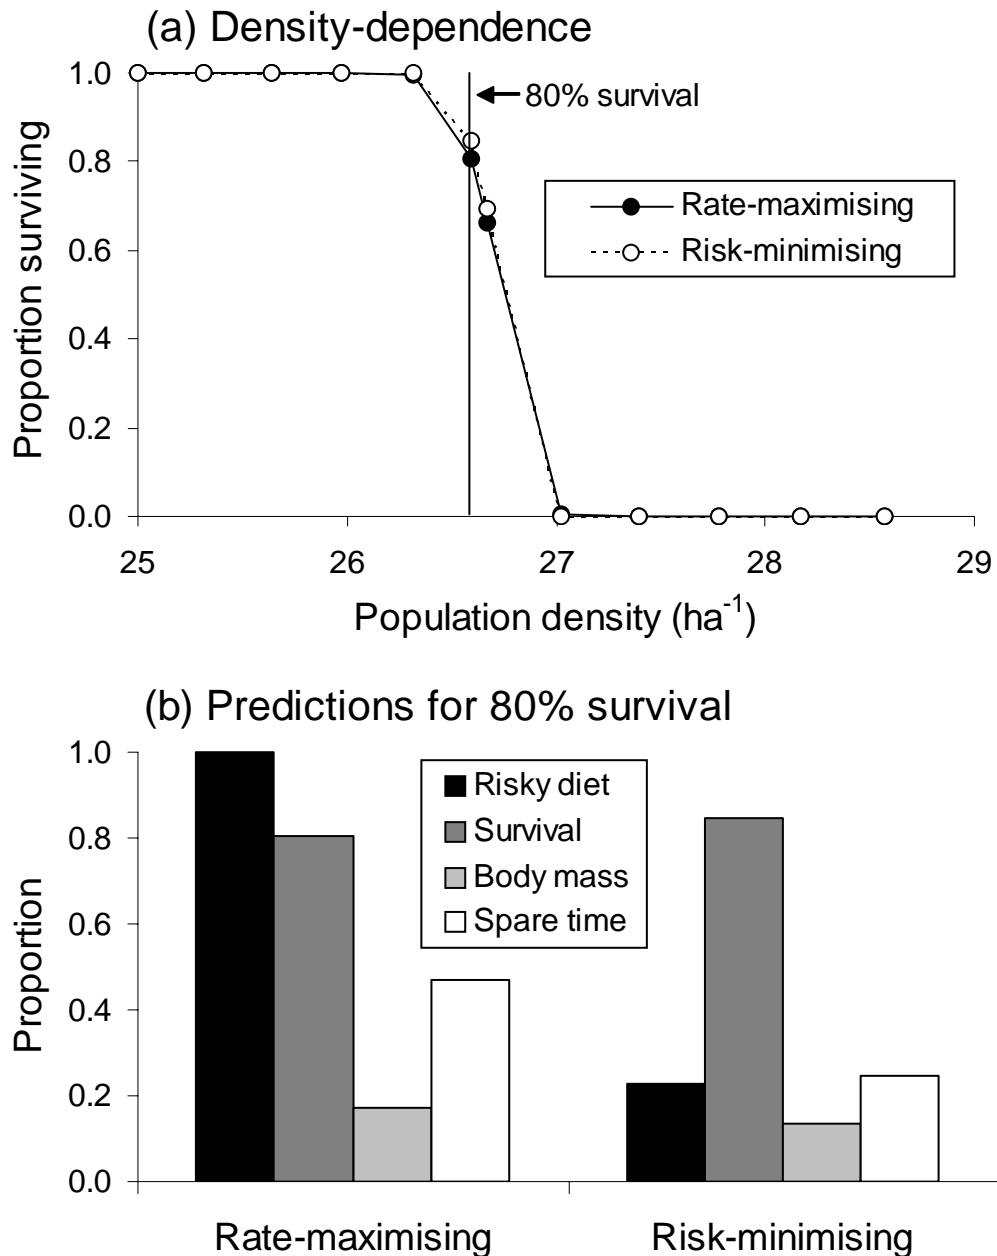 (a) Density-dependence
1.0
80% survival
0.8
Rate-maximising
0.6
Risk-minimising
0.4
0.2
0.0
Proportion surviving
25 26 27 28 29
Population density (ha⁻¹)
(b) Predictions for 80% survival
1.0
Risky diet
0.8
Survival
Body mass
0.6
Spare time
0.4
0.2
0.0
Proportion
Rate-maximising Risk-minimising